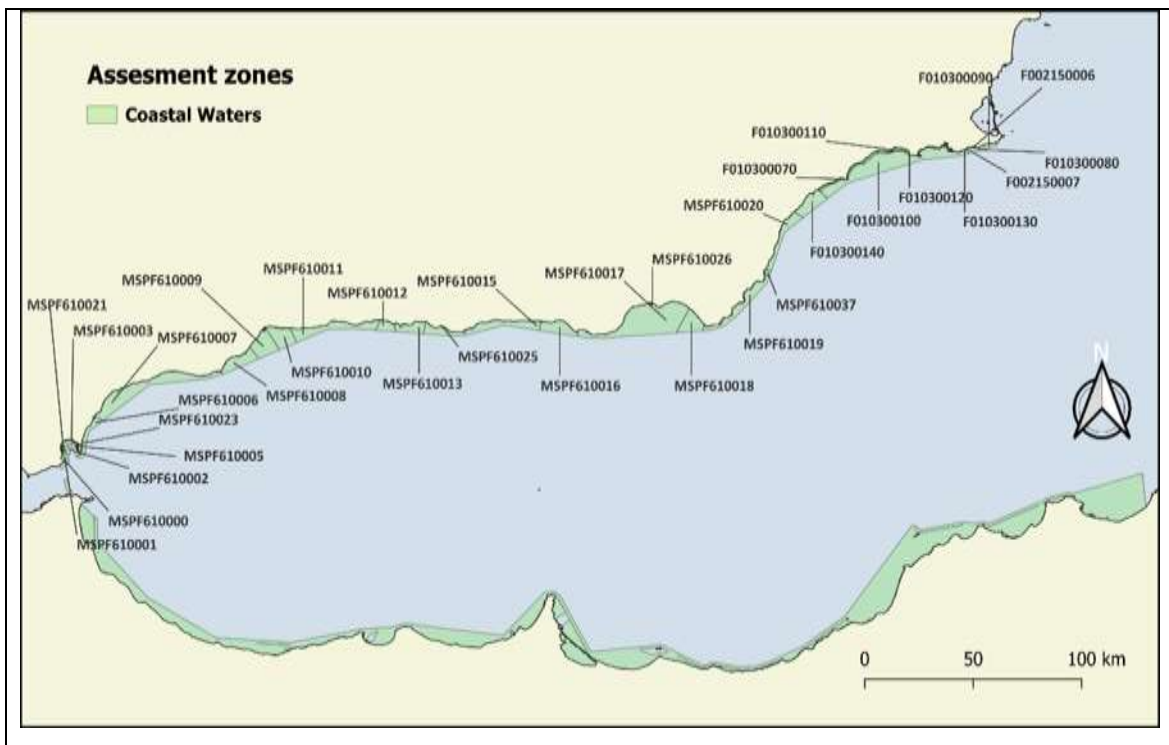 Assesment zones
Coastal Waters
F010300090
F002150006
F010300110
F010300080
F010300070
F002150007
F010300120
MSPF610020
F010300100
F010300130
F010300140
MSPF610026
MSPF610017
MSPF610011
MSPF610009
MSPF610015
MSPF610012
MSPF610021
MSPF610037
MSPF610003
MSPF610007
MSPF610019
MSPF610025
MSPF610010
MSPF610013
MSPF610016
MSPF610018
MSPF610008
MSPF610006
MSPF610023
MSPF610005
MSPF610002
MSPF610000
MSPF610001
N
0 50 100 km